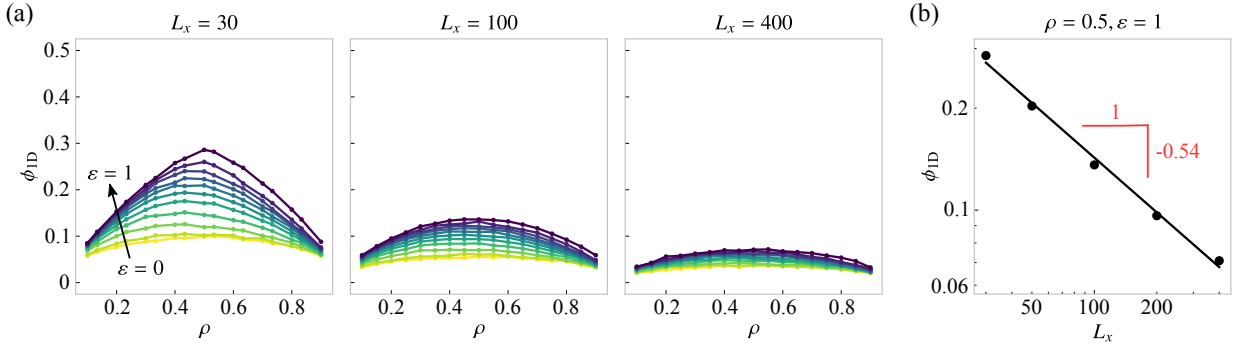 (a)
L_x = 30
L_x = 100
L_x = 400
ϕ_1D
0.5
0.4
0.3
0.2
0.1
0
ε = 1
ε = 0
0.2 0.4 0.6 0.8
ρ
0.2 0.4 0.6 0.8
ρ
0.2 0.4 0.6 0.8
ρ
(b)
ρ = 0.5, ε = 1
ϕ_1D
0.2
0.1
0.06
1
-0.54
50 100 200
L_x